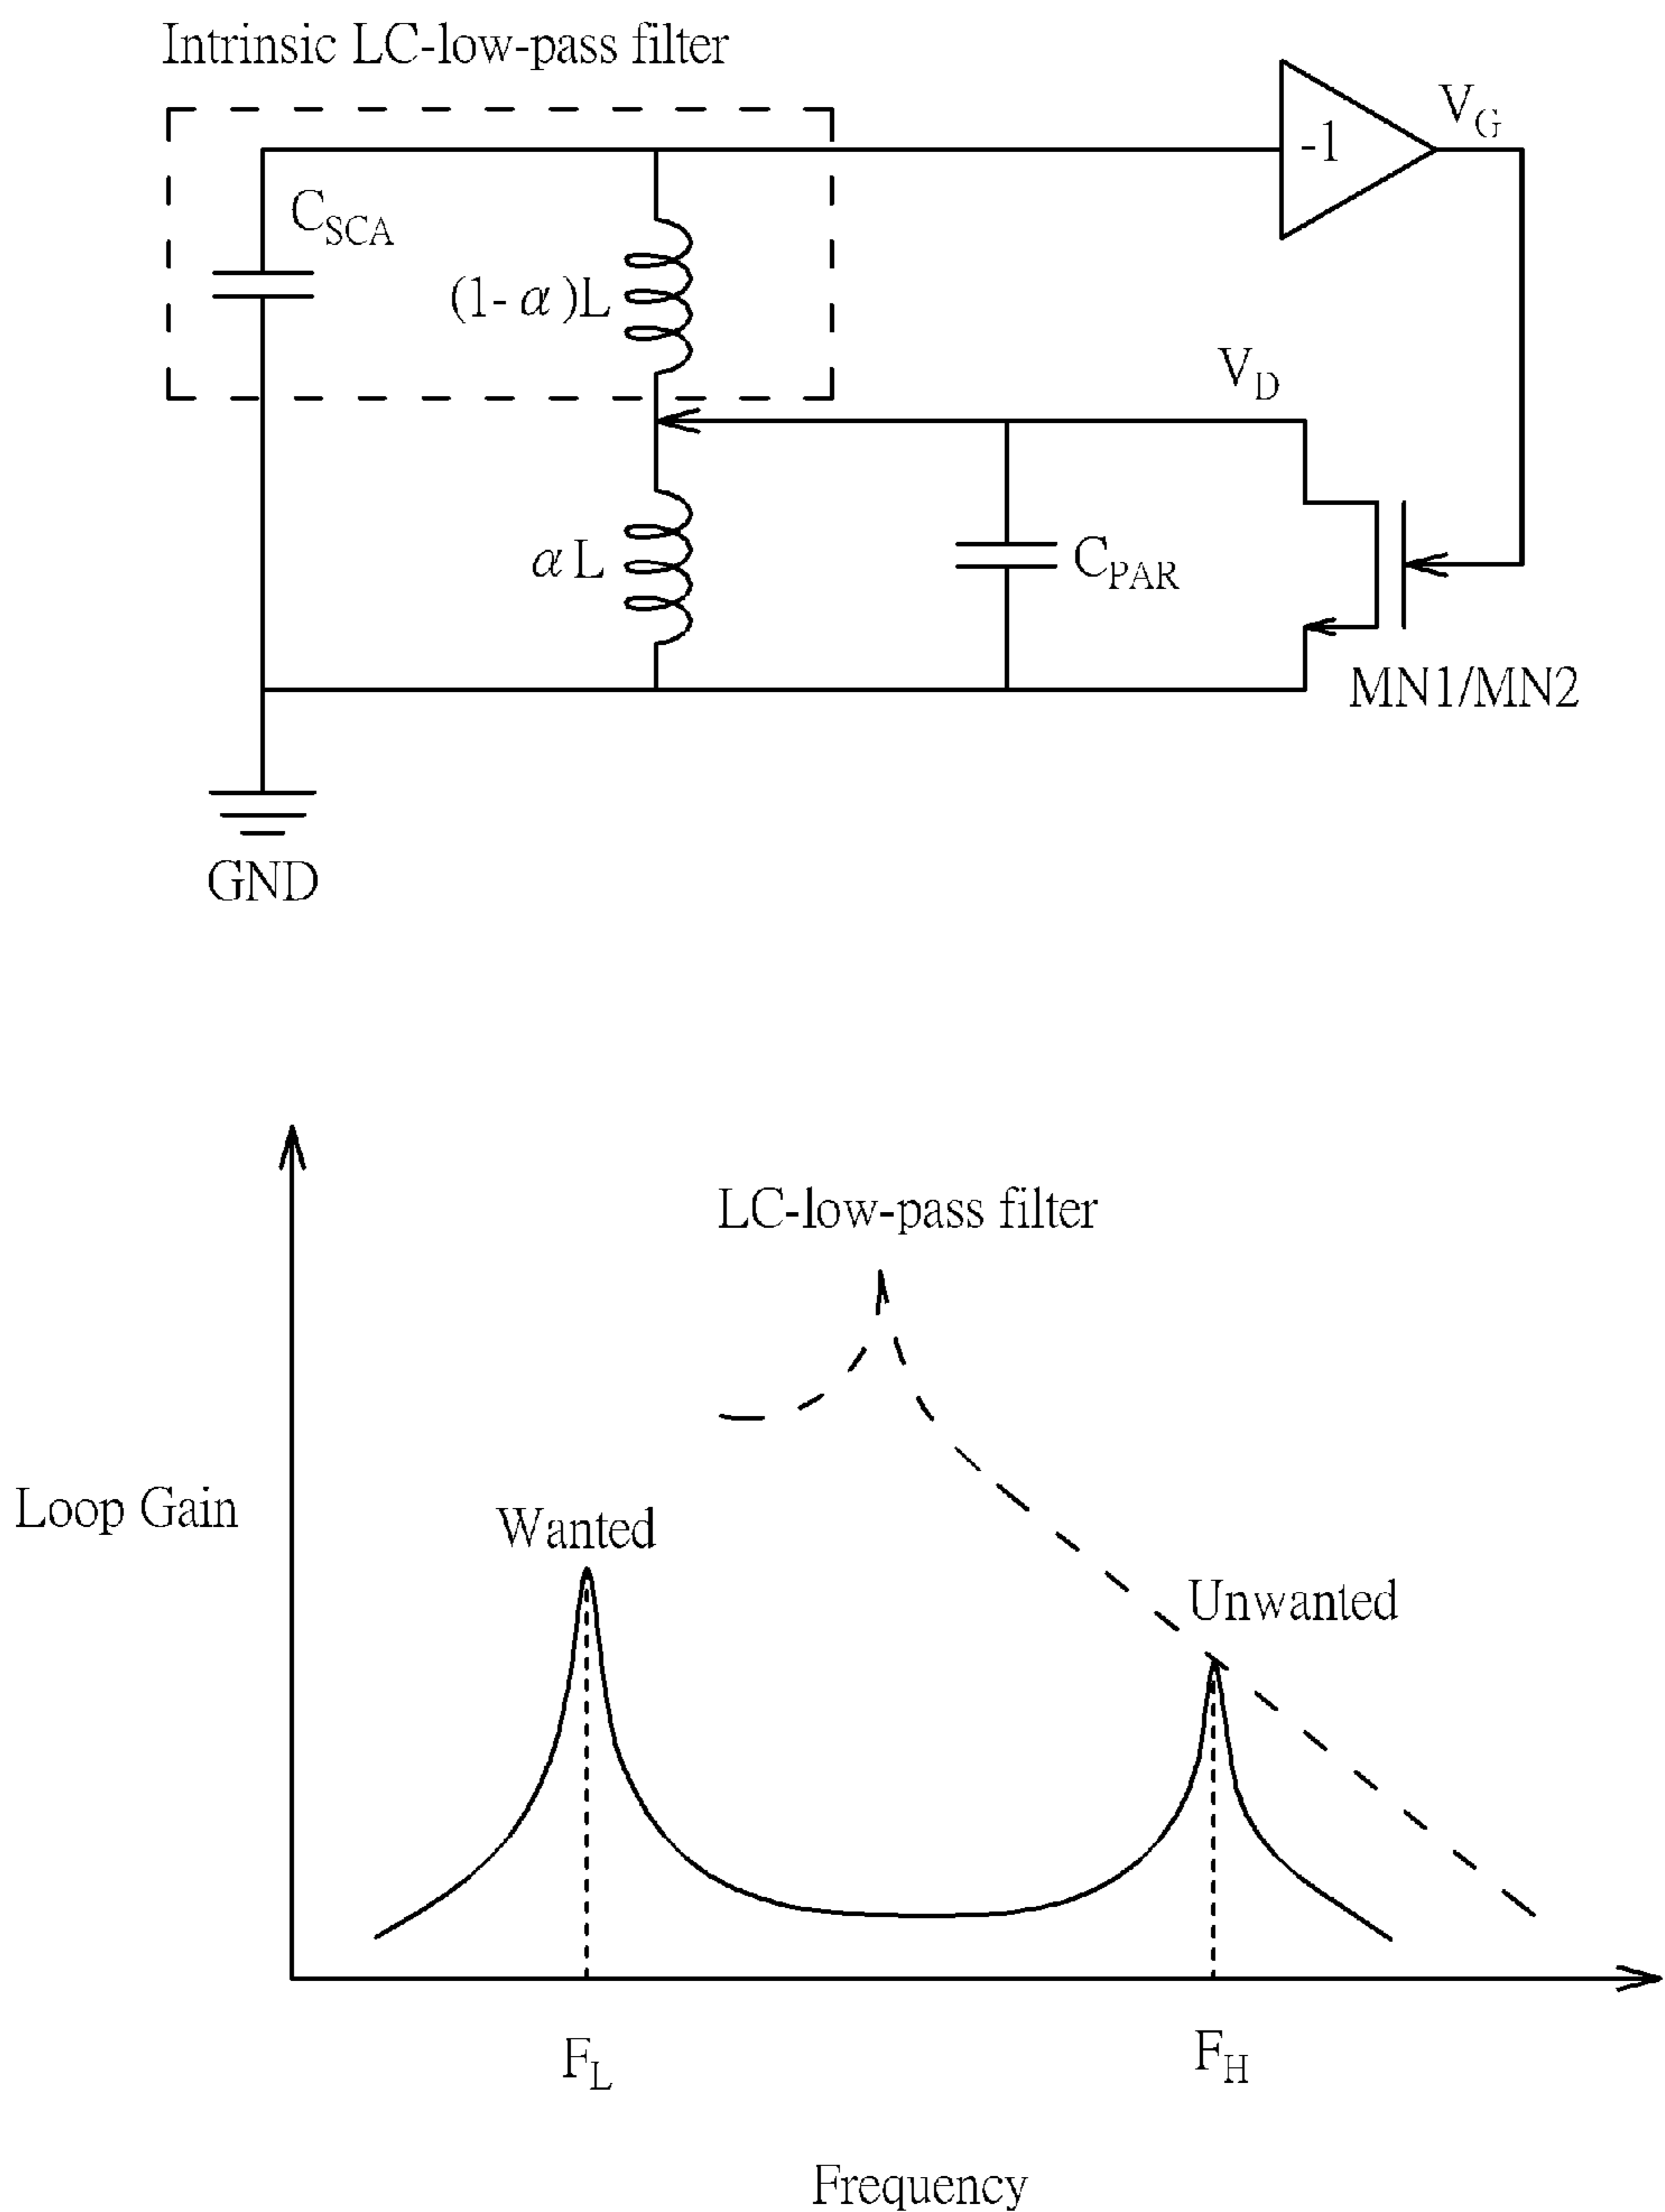 Intrinsic LC-low-pass filter
-1
V_G
C_SCA
(1-α)L
V_D
αL
C_PAR
MN1/MN2
GND
LC-low-pass filter
Loop Gain
Wanted
Unwanted
F_L
F_H
Frequency